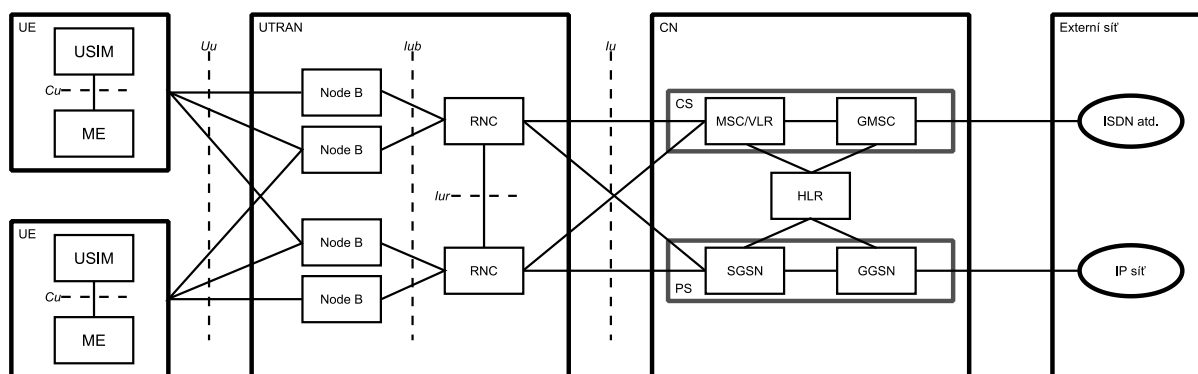 UE
USIM
Cu
ME
UE
USIM
Cu
ME
Uu
UTRAN
Node B
Node B
Node B
Node B
Iub
RNC
Iur
RNC
Iu
CN
CS
MSC/VLR
GMSC
HLR
SGSN
GGSN
PS
Externí síť
ISDN atd.
IP síť